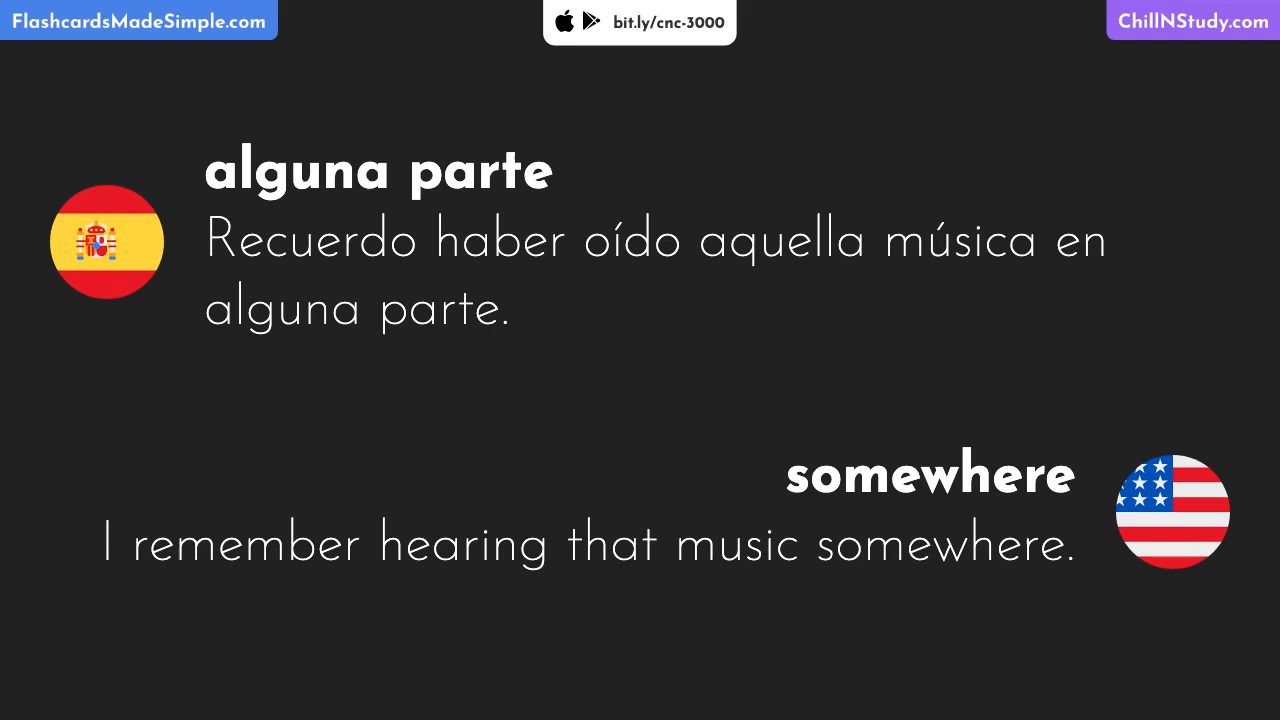 FlashcardsMadeSimple.com
bit.ly/cnc-3000
ChillNStudy.com
alguna parte
Recuerdo haber oído aquella música en
alguna parte.
somewhere
I remember hearing that music somewhere.